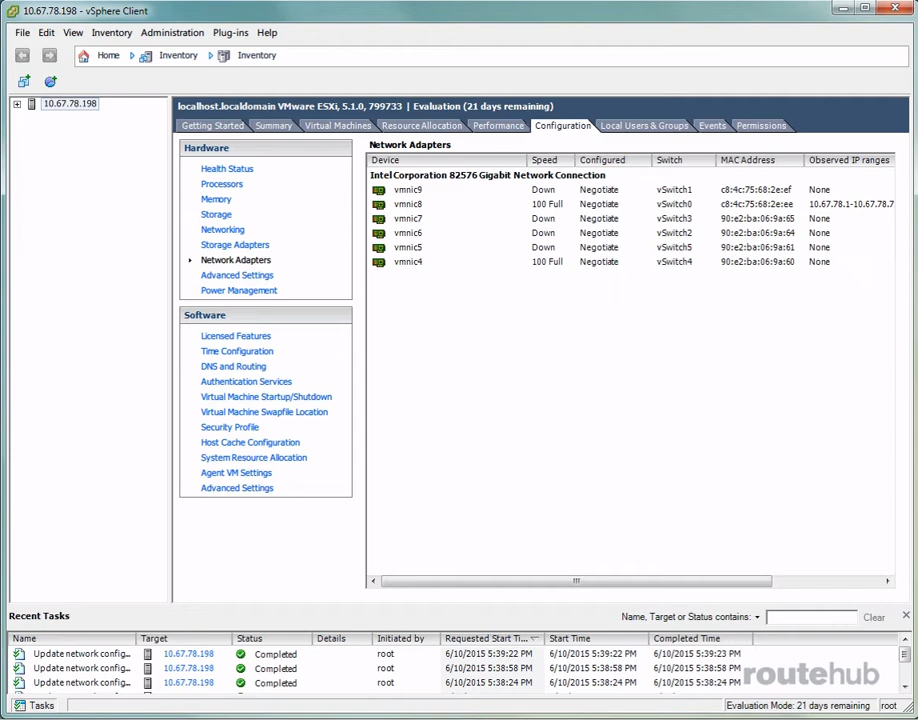 10.67.78.198 - vSphere Client
File Edit View Inventory Administration Plug-ins Help
Home Inventory Inventory
10.67.78.198
localhost.localdomain VMware ESXi, 5.1.0, 799733 | Evaluation (21 days remaining)
Getting Started Summary Virtual Machines Resource Allocation Performance Configuration Local Users & Groups Events Permissions
Hardware
Health Status
Processors
Memory
Storage
Networking
Storage Adapters
Network Adapters
Advanced Settings
Power Management
Software
Licensed Features
Time Configuration
DNS and Routing
Authentication Services
Virtual Machine Startup/Shutdown
Virtual Machine Swapfile Location
Security Profile
Host Cache Configuration
System Resource Allocation
Agent VM Settings
Advanced Settings
Network Adapters
Device Speed Configured Switch MAC Address Observed IP ranges
Intel Corporation 82576 Gigabit Network Connection
vmnic9 Down Negotiate vSwitch1 c8:4c:75:68:2e:ef None
vmnic8 100 Full Negotiate vSwitch0 c8:4c:75:68:2e:ee 10.67.78.1-10.67.78.7
vmnic7 Down Negotiate vSwitch3 90:e2:ba:06:9a:65 None
vmnic6 Down Negotiate vSwitch2 90:e2:ba:06:9a:64 None
vmnic5 Down Negotiate vSwitch5 90:e2:ba:06:9a:61 None
vmnic4 100 Full Negotiate vSwitch4 90:e2:ba:06:9a:60 None
Recent Tasks
Name, Target or Status contains: Clear
Name Target Status Details Initiated by Requested Start Ti... Start Time Completed Time
Update network config... 10.67.78.198 Completed root 6/10/2015 5:39:22 PM 6/10/2015 5:39:22 PM 6/10/2015 5:39:23 PM
Update network config... 10.67.78.198 Completed root 6/10/2015 5:38:58 PM 6/10/2015 5:38:58 PM 6/10/2015 5:38:58 PM
Update network config... 10.67.78.198 Completed root 6/10/2015 5:38:24 PM 6/10/2015 5:38:24 PM 6/10/2015 5:38:24 PM
routehub
Tasks Evaluation Mode: 21 days remaining root